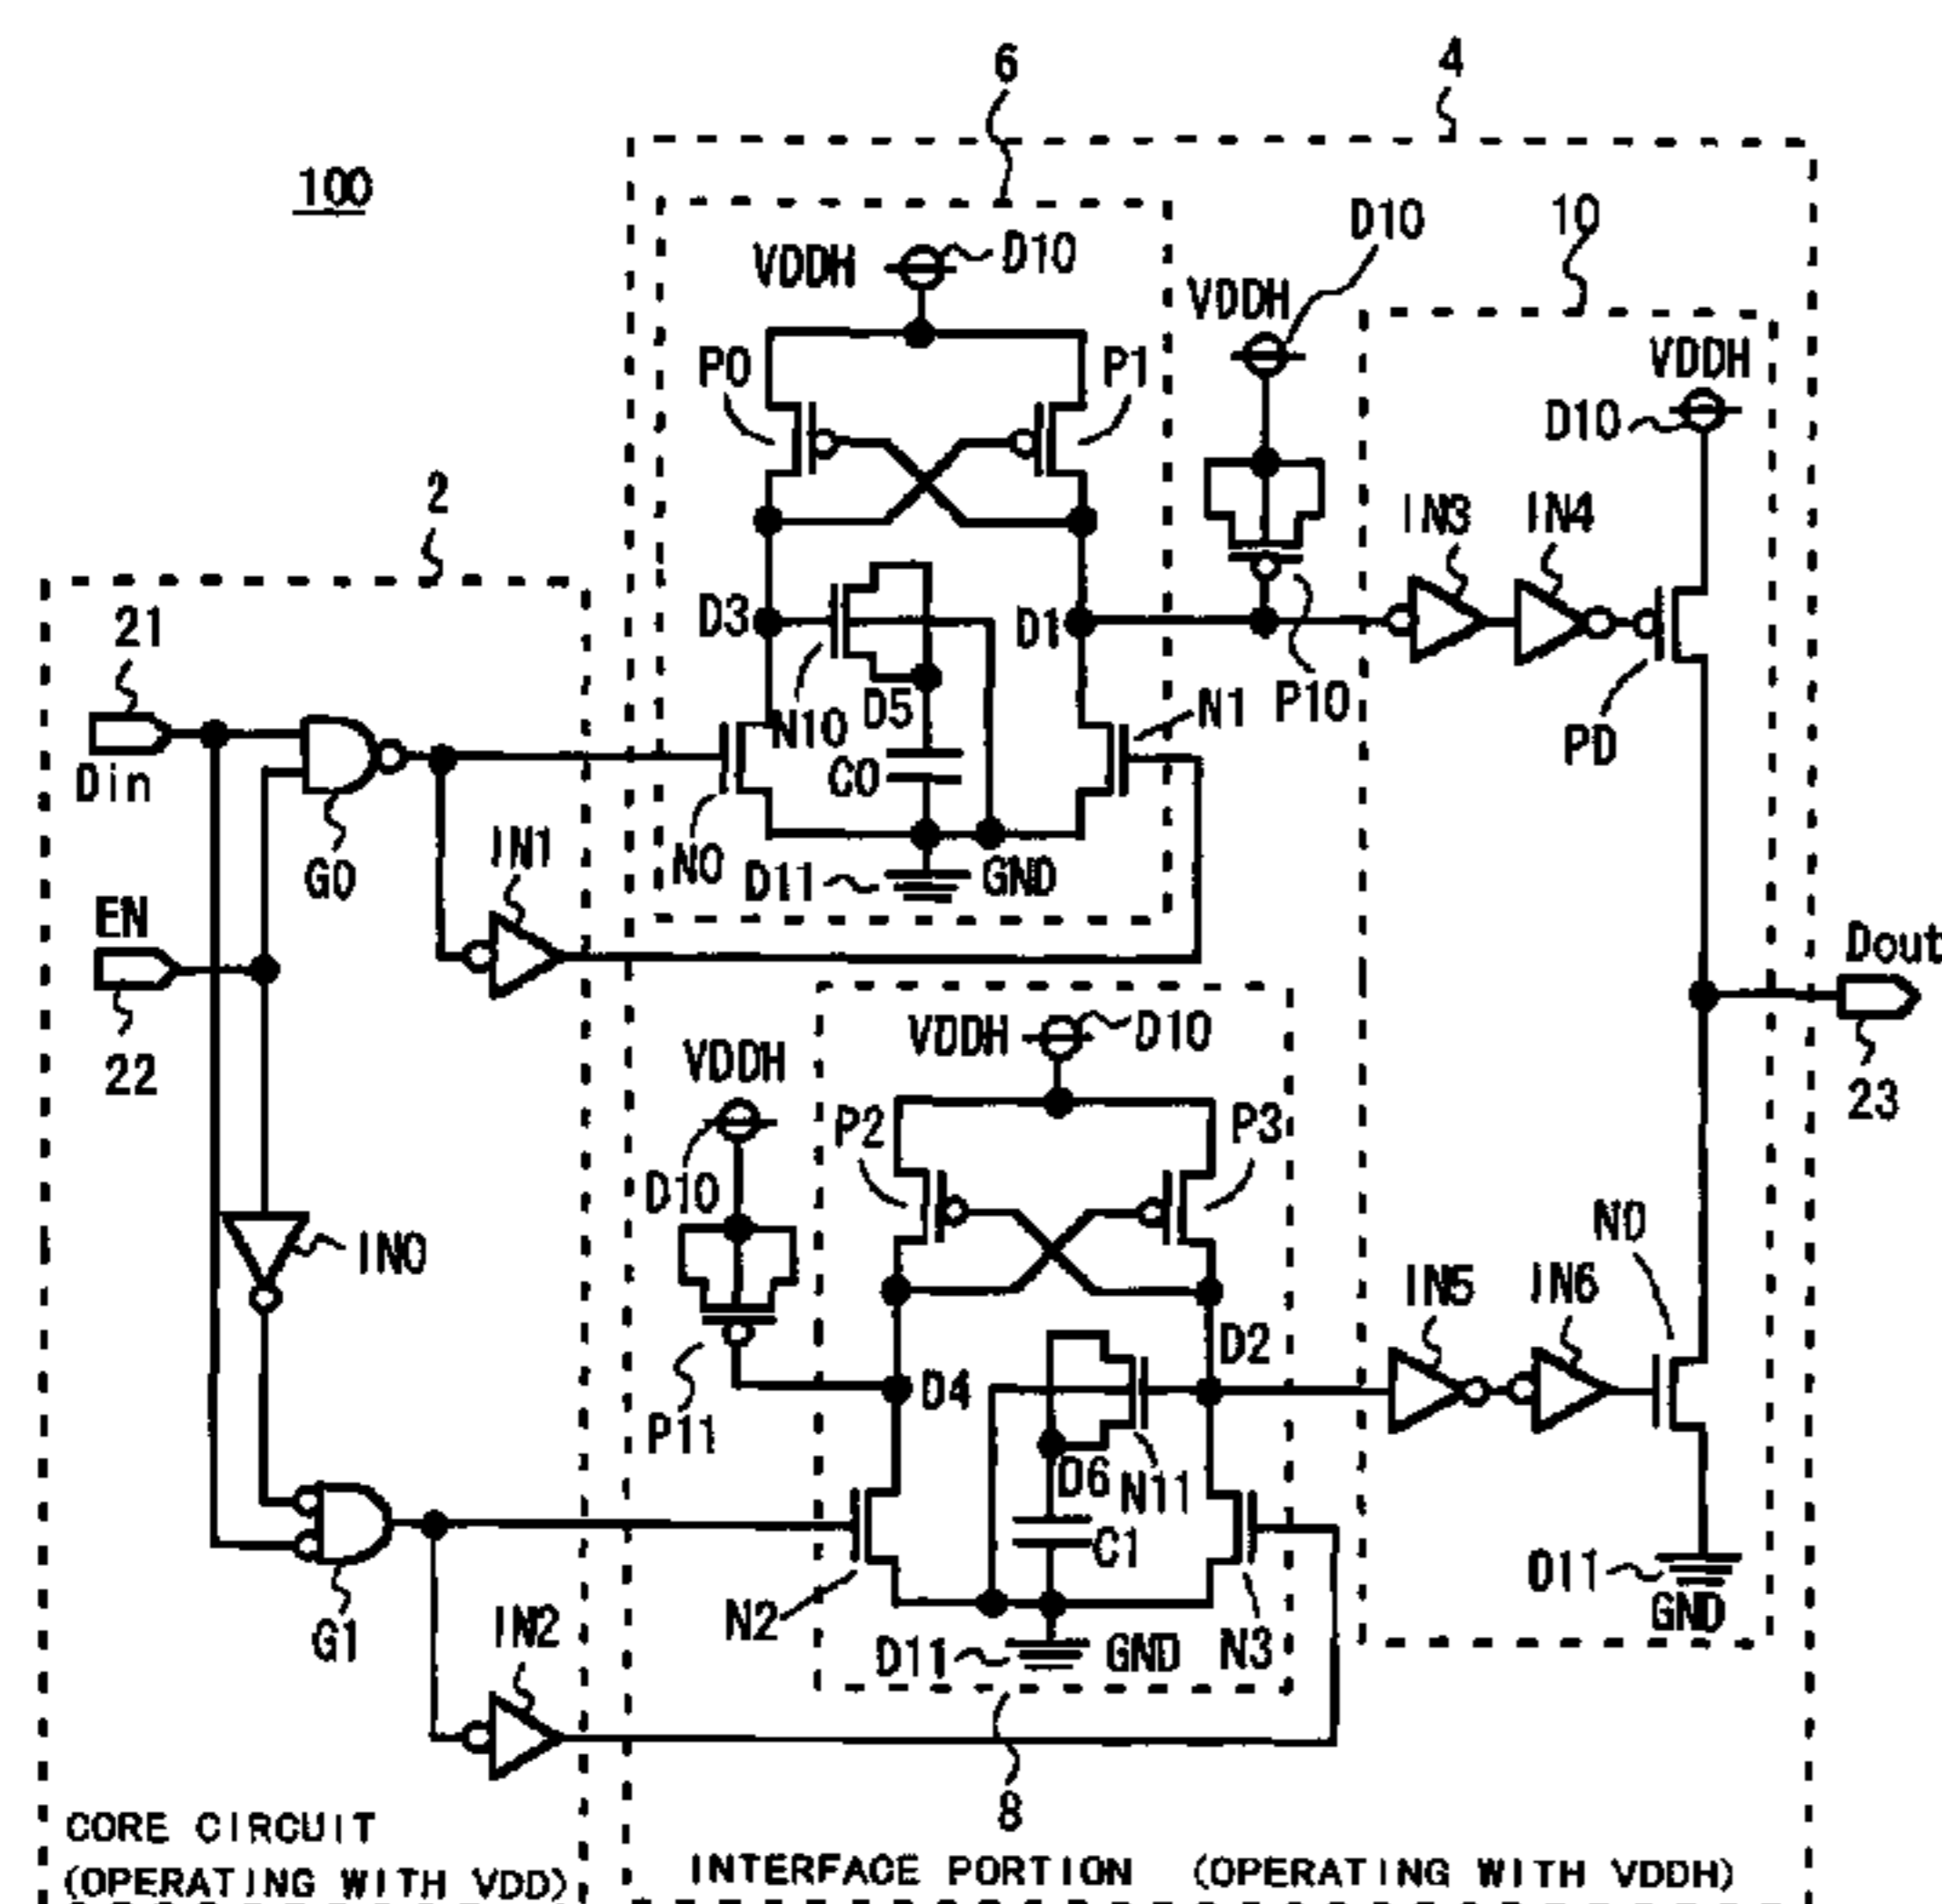 6
4
100
D10
10
VDDH
D10
VDDH
VDDH
P0
P1
D10
2
IN3
IN4
21
D3
D1
N10
D5
N1
P10
PD
Din
C0
G0
IN1
N0
D11
GND
EN
Dout
22
VDDH
D10
VDDH
23
P2
P3
D10
IN0
ND
IN5
IN6
D2
D4
P11
D6
N11
C1
G1
IN2
N2
D11
GND
N3
D11
GND
8
CORE CIRCUIT
(OPERATING WITH VDD)
INTERFACE PORTION (OPERATING WITH VDDH)